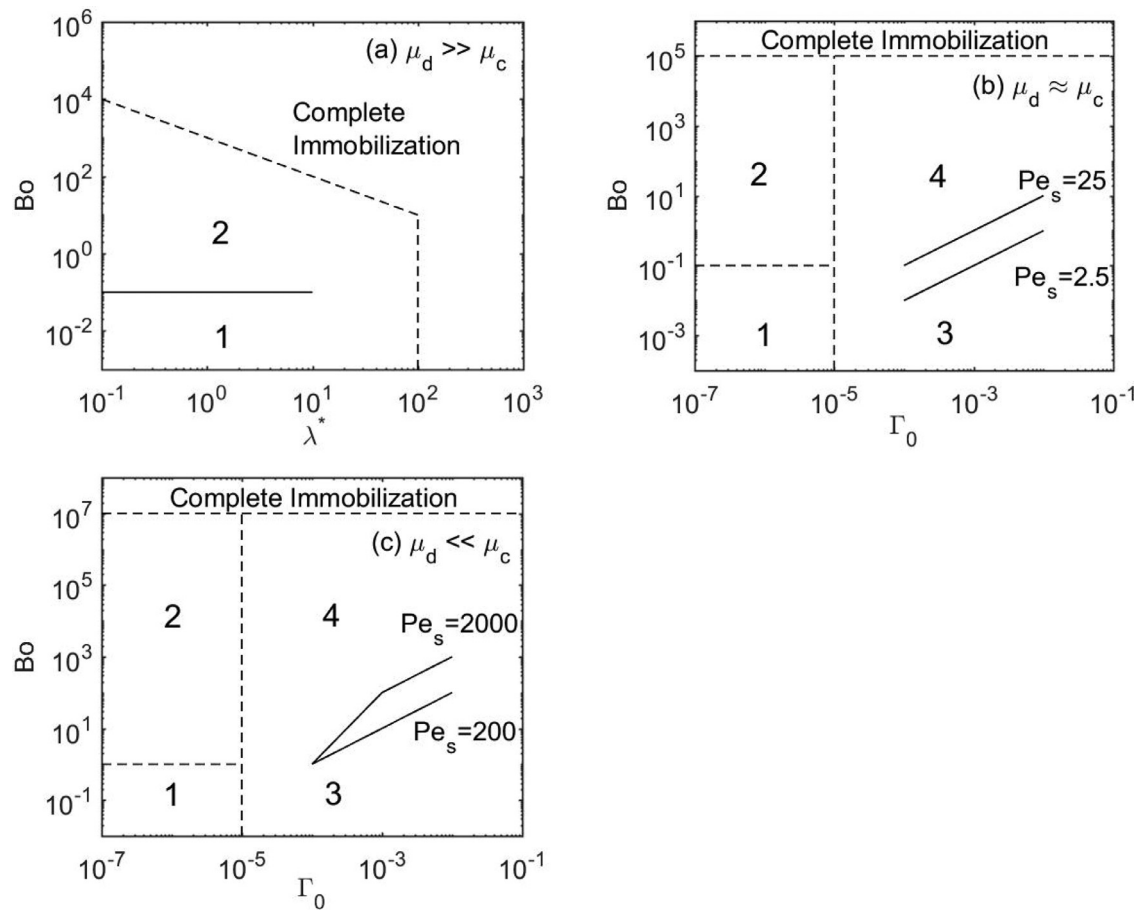 10^6
(a) μ_d >> μ_c
10^4
Complete
Immobilization
Bo
10^2
2
10^0
10^-2
1
10^-1 10^0 10^1 10^2 10^3
λ^*
Complete Immobilization
10^5
(b) μ_d ≈ μ_c
10^3
2
4
Pe_s=25
Bo
10^1
10^-1
Pe_s=2.5
10^-3
1
3
10^-7 10^-5 10^-3 10^-1
Γ_0
Complete Immobilization
10^7
(c) μ_d << μ_c
10^5
2
4
Pe_s=2000
Bo
10^3
10^1
Pe_s=200
10^-1
1
3
10^-7 10^-5 10^-3 10^-1
Γ_0